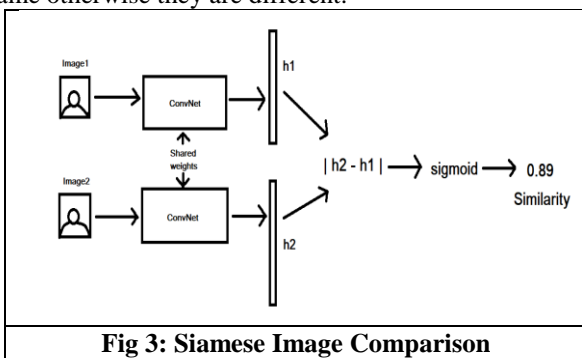 same otherwise they are different.
Image1
ConvNet
h1
Shared
weights
| h2 - h1 |
sigmoid
0.89
Similarity
Image2
ConvNet
h2
Fig 3: Siamese Image Comparison